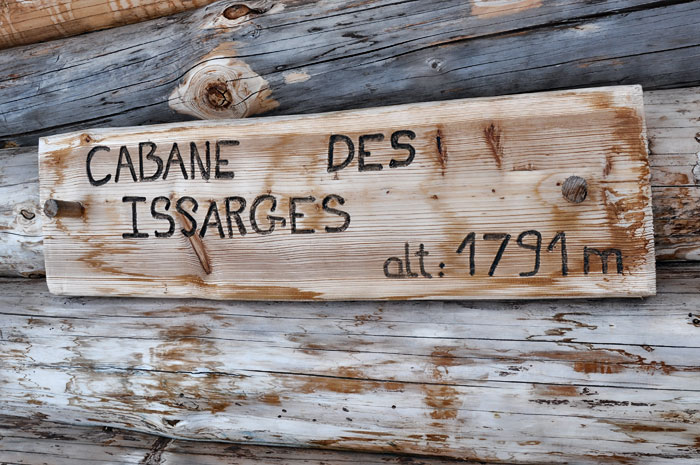 CABANE DES
ISSARGES
alt: 1791 m